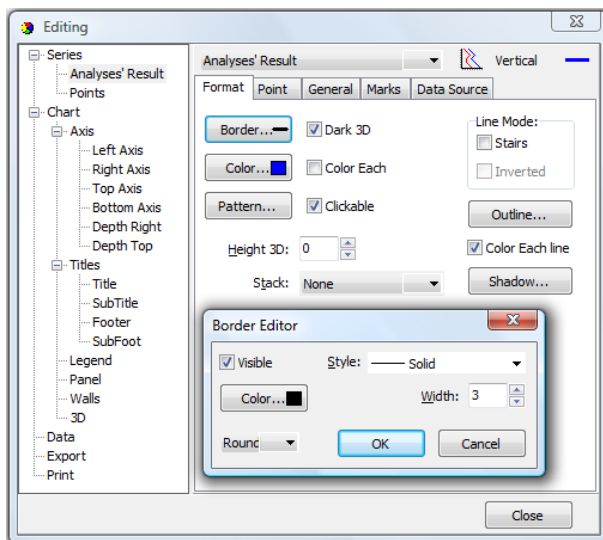 Editing
Series
Analyses' Result
Points
Chart
Axis
Left Axis
Right Axis
Top Axis
Bottom Axis
Depth Right
Depth Top
Titles
Title
SubTitle
Footer
SubFoot
Legend
Panel
Walls
3D
Data
Export
Print
Analyses' Result Vertical
Format Point General Marks Data Source
Border... Dark 3D
Color... Color Each
Pattern... Clickable
Height 3D: 0
Stack: None
Line Mode:
Stairs
Inverted
Outline...
Color Each line
Shadow...
Border Editor
Visible Style: Solid
Color... Width: 3
Round OK Cancel
Close